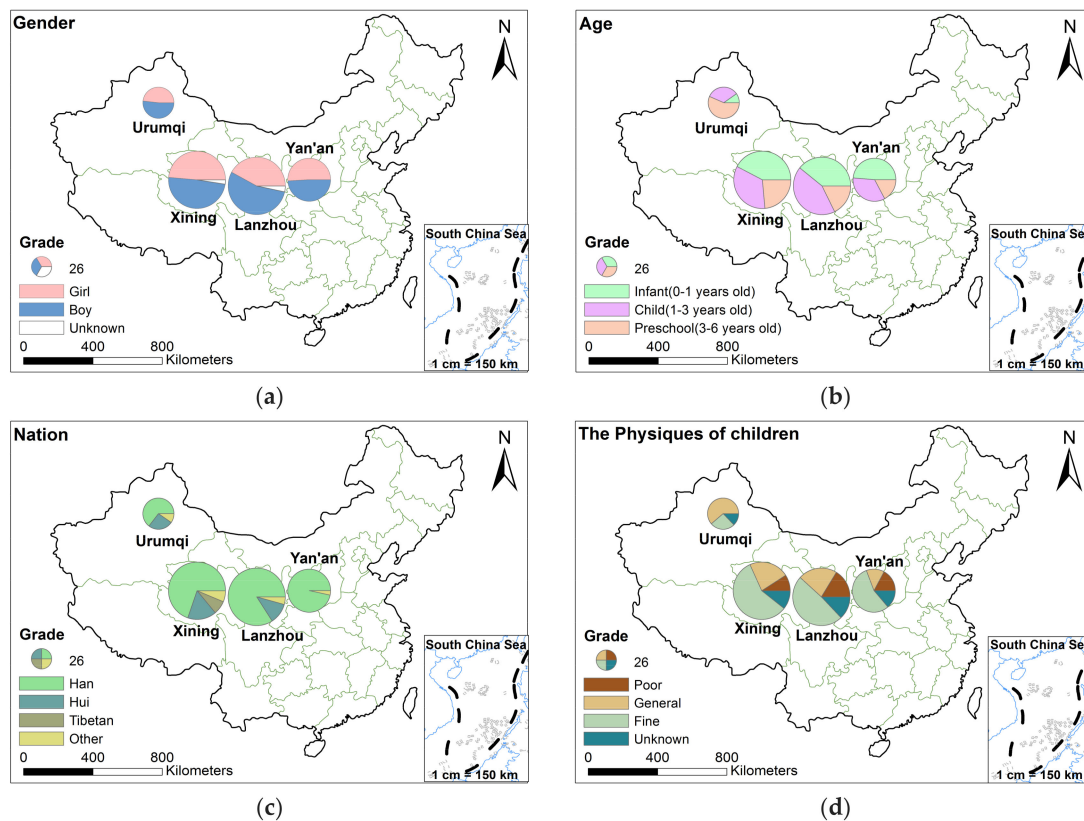 Gender
N
Urumqi
Yan'an
Xining
Lanzhou
Grade
26
Girl
Boy
Unknown
0 400 800
Kilometers
South China Sea
1 cm = 150 km
(a)
Age
N
Urumqi
Yan'an
Xining
Lanzhou
Grade
26
Infant(0-1 years old)
Child(1-3 years old)
Preschool(3-6 years old)
0 400 800
Kilometers
South China Sea
1 cm = 150 km
(b)
Nation
N
Urumqi
Yan'an
Xining
Lanzhou
Grade
26
Han
Hui
Tibetan
Other
0 400 800
Kilometers
South China Sea
1 cm = 150 km
(c)
The Physiques of children
N
Urumqi
Yan'an
Xining
Lanzhou
Grade
26
Poor
General
Fine
Unknown
0 400 800
Kilometers
South China Sea
1 cm = 150 km
(d)